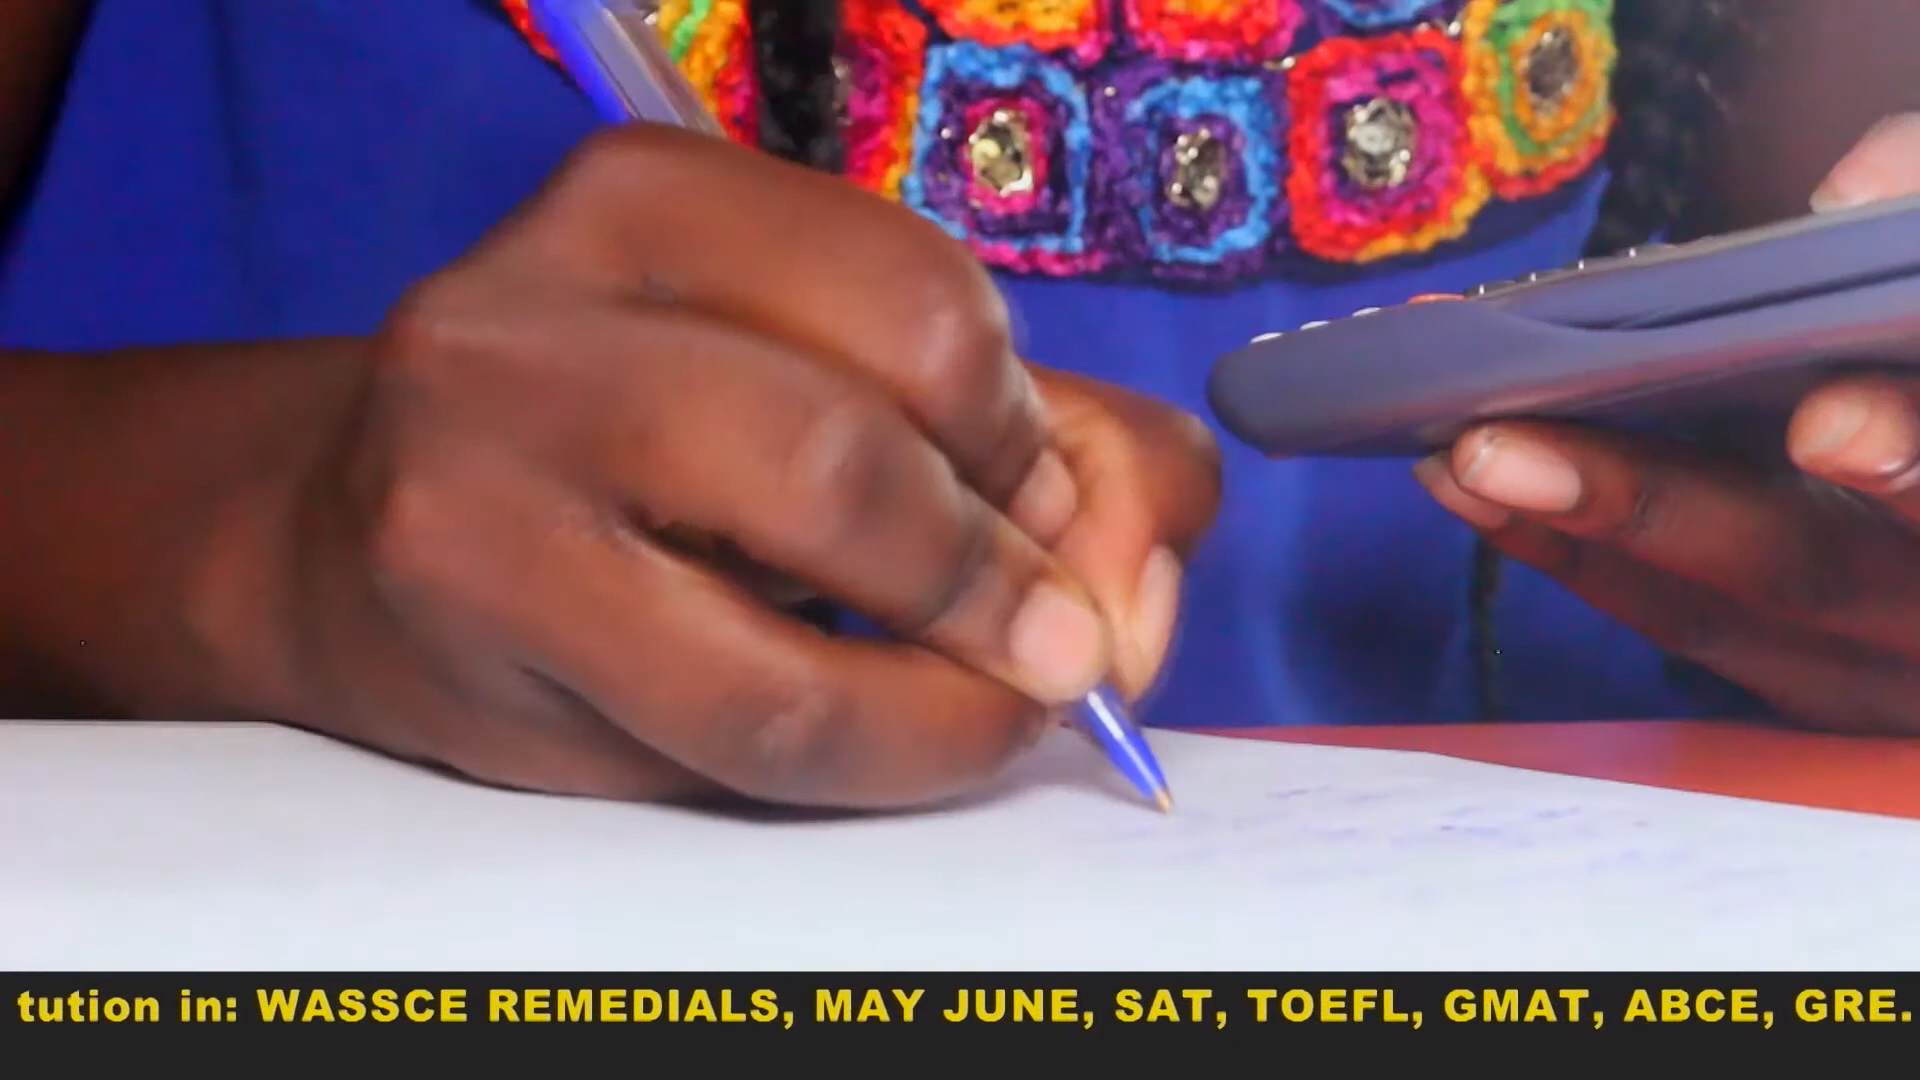 tution in: WASSCE REMEDIALS, MAY JUNE, SAT, TOEFL, GMAT, ABCE, GRE.